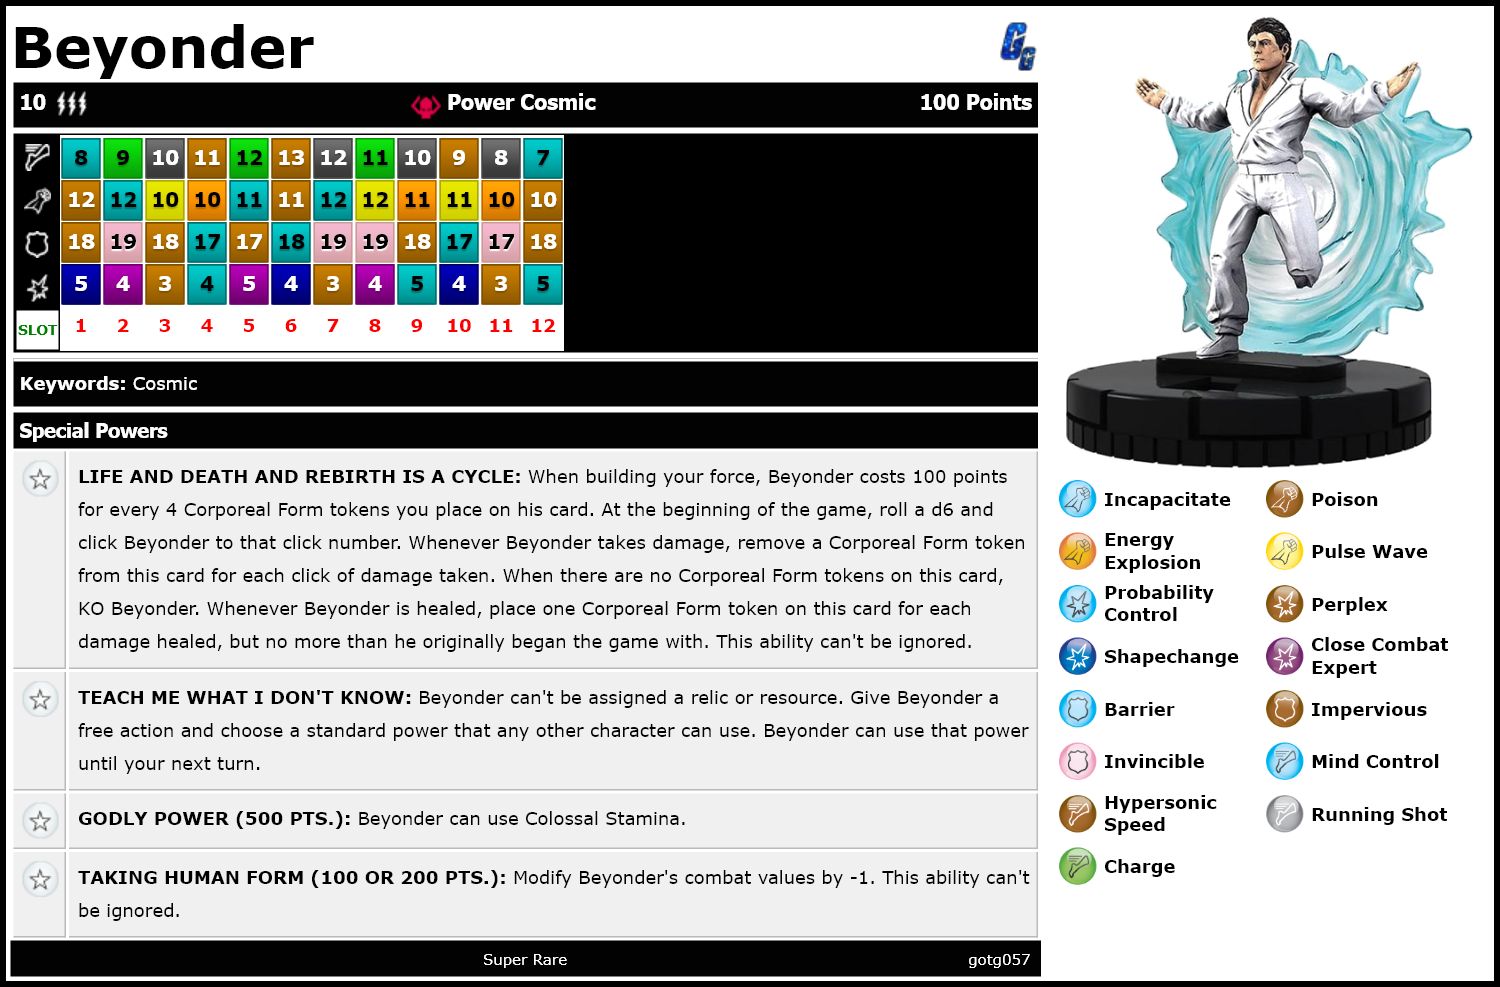 Beyonder
GG
10
Power Cosmic
100 Points
8 9 10 11 12 13 12 11 10 9 8 7
12 12 10 10 11 11 12 12 11 11 10 10
18 19 18 17 17 18 19 19 18 17 17 18
5 4 3 4 5 4 3 4 5 4 3 5
SLOT 1 2 3 4 5 6 7 8 9 10 11 12
Keywords: Cosmic
Special Powers
LIFE AND DEATH AND REBIRTH IS A CYCLE: When building your force, Beyonder costs 100 points
for every 4 Corporeal Form tokens you place on his card. At the beginning of the game, roll a d6 and
click Beyonder to that click number. Whenever Beyonder takes damage, remove a Corporeal Form token
from this card for each click of damage taken. When there are no Corporeal Form tokens on this card,
KO Beyonder. Whenever Beyonder is healed, place one Corporeal Form token on this card for each
damage healed, but no more than he originally began the game with. This ability can't be ignored.
TEACH ME WHAT I DON'T KNOW: Beyonder can't be assigned a relic or resource. Give Beyonder a
free action and choose a standard power that any other character can use. Beyonder can use that power
until your next turn.
GODLY POWER (500 PTS.): Beyonder can use Colossal Stamina.
TAKING HUMAN FORM (100 OR 200 PTS.): Modify Beyonder's combat values by -1. This ability can't
be ignored.
Super Rare
gotg057
Incapacitate
Poison
Energy
Explosion
Pulse Wave
Probability
Control
Perplex
Shapechange
Close Combat
Expert
Barrier
Impervious
Invincible
Mind Control
Hypersonic
Speed
Running Shot
Charge